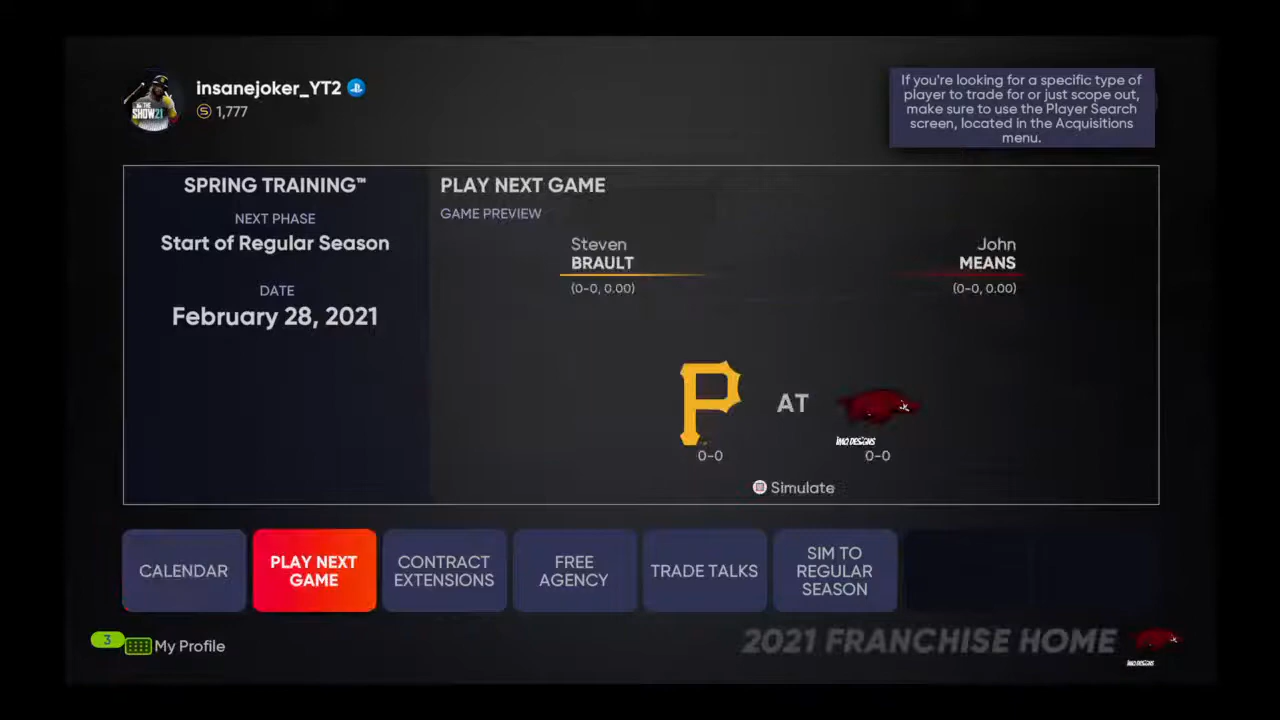 insanejoker_YT2
1,777
THE
SHOW21
If you're looking for a specific type of
player to trade for or just scope out,
make sure to use the Player Search
screen, located in the Acquisitions
menu.
SPRING TRAINING™
NEXT PHASE
Start of Regular Season
DATE
February 28, 2021
PLAY NEXT GAME
GAME PREVIEW
Steven
BRAULT
(0-0, 0.00)
John
MEANS
(0-0, 0.00)
P
AT
0-0
0-0
Simulate
CALENDAR
PLAY NEXT
GAME
CONTRACT
EXTENSIONS
FREE
AGENCY
TRADE TALKS
SIM TO
REGULAR
SEASON
3
My Profile
2021 FRANCHISE HOME